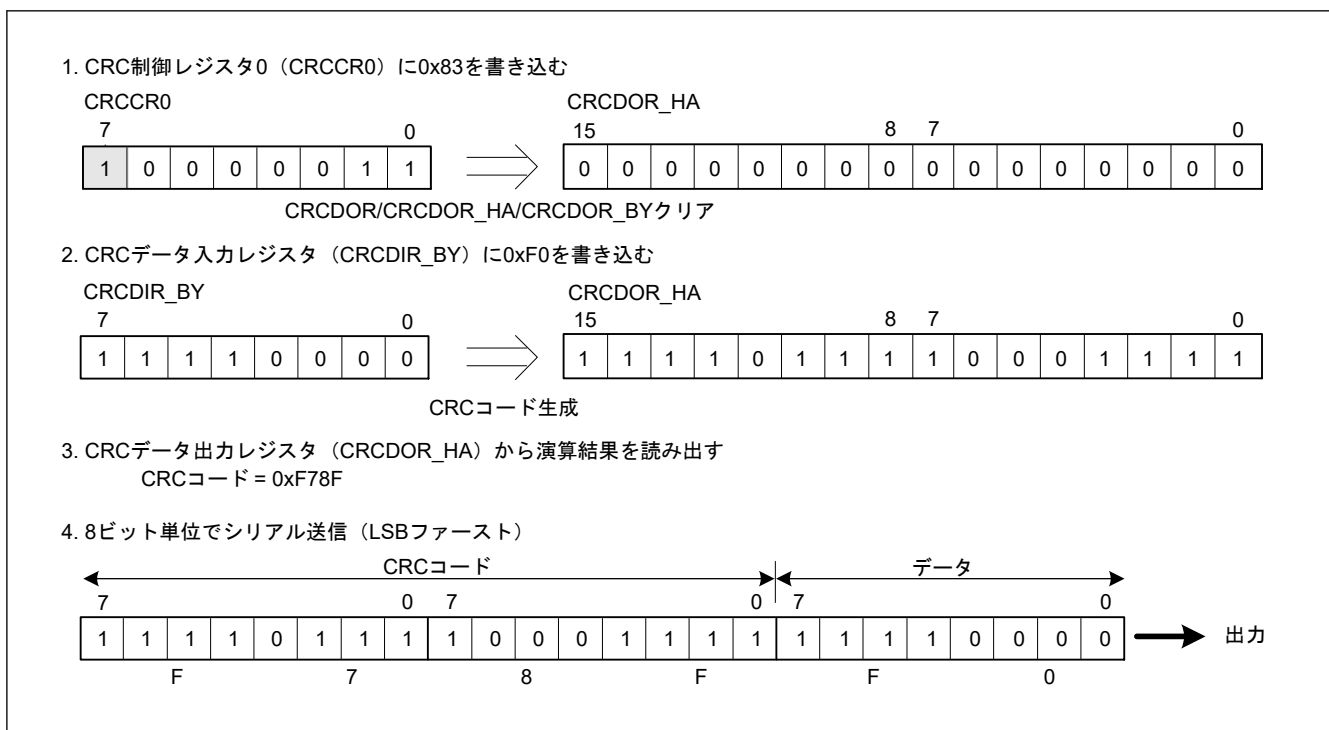 1. CRC制御レジスタ0（CRCCR0）に0x83を書き込む
CRCCR0 CRCDOR_HA
7 0 15 8 7 0
1 0 0 0 0 0 1 1 0 0 0 0 0 0 0 0 0 0 0 0 0 0 0 0
CRCDOR/CRCDOR_HA/CRCDOR_BYクリア
2. CRCデータ入力レジスタ（CRCDIR_BY）に0xF0を書き込む
CRCDIR_BY CRCDOR_HA
7 0 15 8 7 0
1 1 1 1 0 0 0 0 1 1 1 1 0 1 1 1 1 0 0 0 1 1 1 1
CRCコード生成
3. CRCデータ出力レジスタ（CRCDOR_HA）から演算結果を読み出す
CRCコード = 0xF78F
4. 8ビット単位でシリアル送信（LSBファースト）
CRCコード データ
7 0 7 0 7 0
1 1 1 1 0 1 1 1 1 0 0 0 1 1 1 1 1 1 1 1 0 0 0 0 出力
F 7 8 F F 0